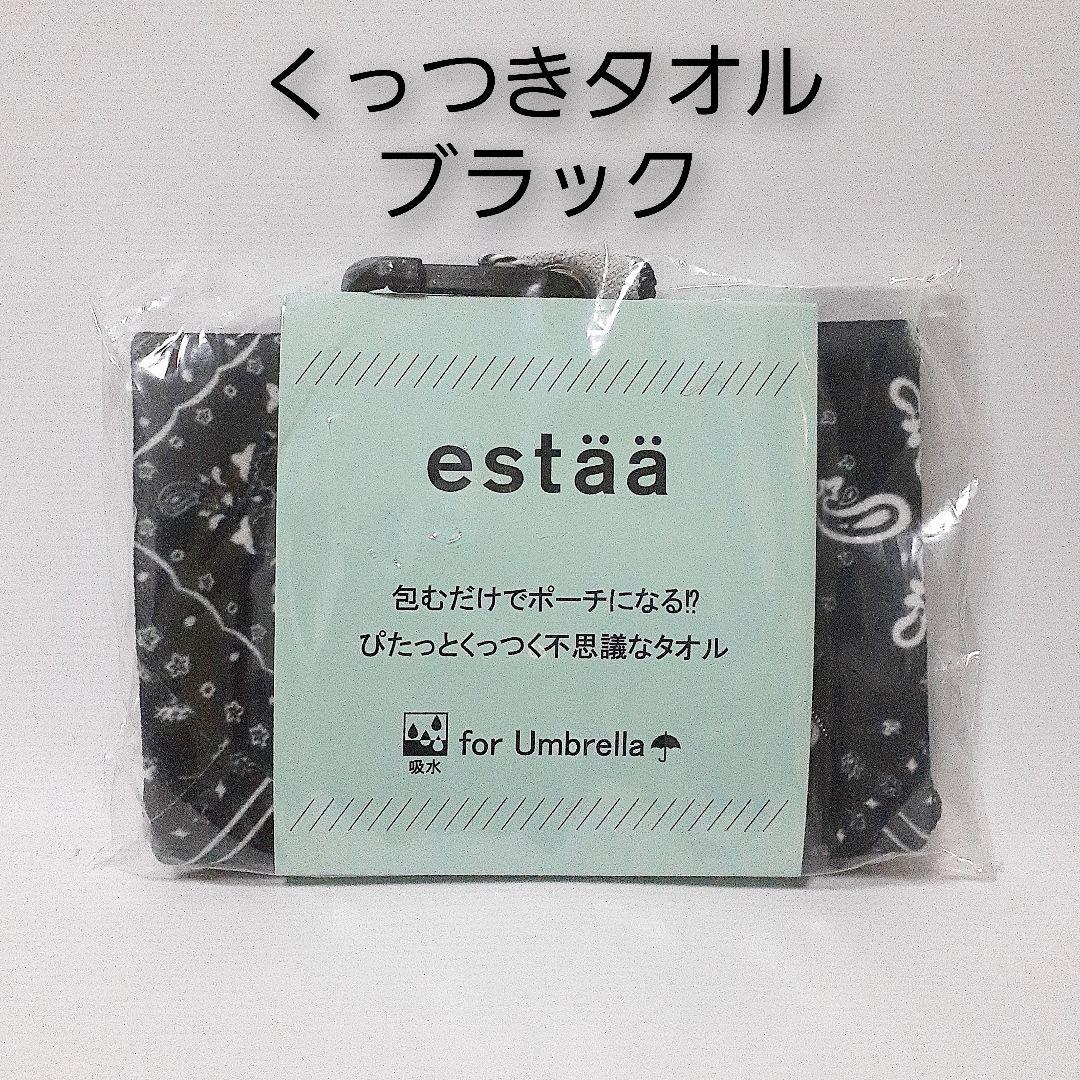 くっつきタオル
ブラック
estää
包むだけでポーチになる!?
ぴたっとくっつく不思議なタオル
for Umbrella
吸水